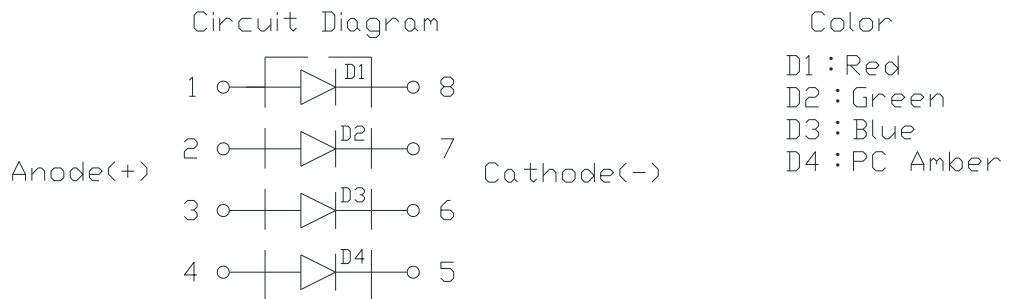 Circuit Diagram
Color
1 D1 8
2 D2 7
3 D3 6
4 D4 5
Anode(+)
Cathode(-)
D1 : Red
D2 : Green
D3 : Blue
D4 : PC Amber